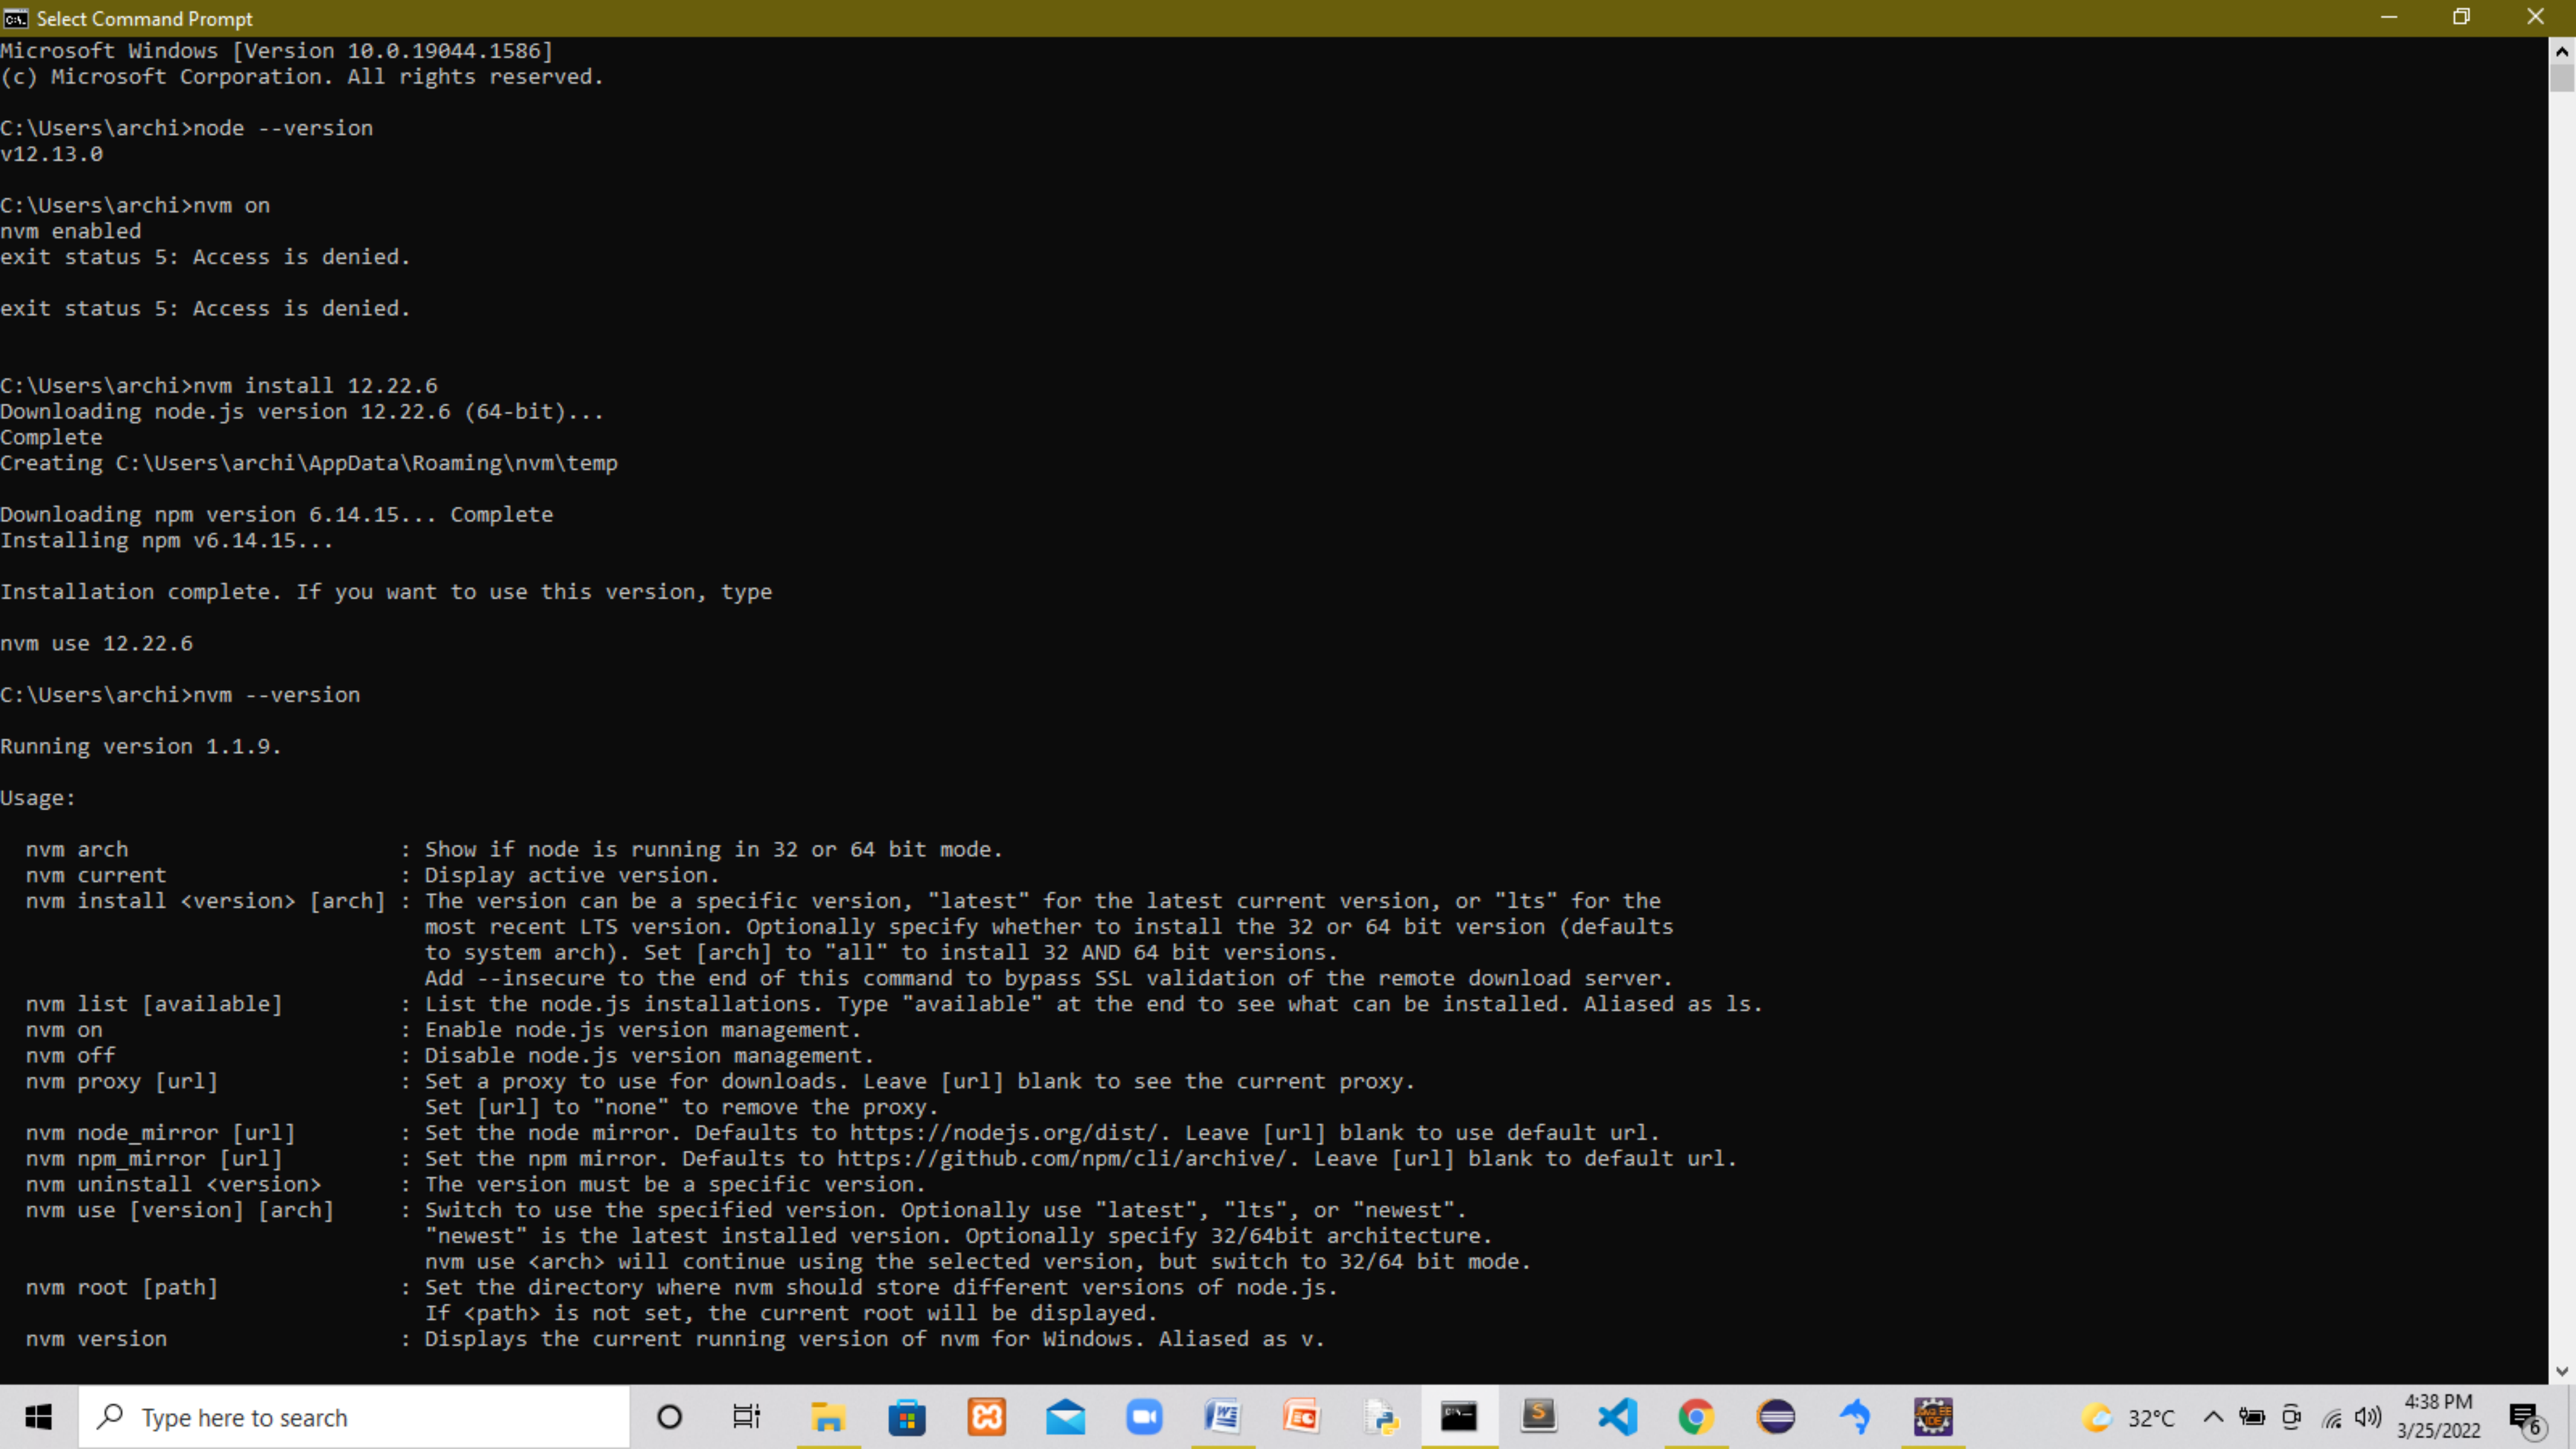 Select Command Prompt
Microsoft Windows [Version 10.0.19044.1586]
(c) Microsoft Corporation. All rights reserved.
C:\Users\archi>node --version
v12.13.0
C:\Users\archi>nvm on
nvm enabled
exit status 5: Access is denied.
exit status 5: Access is denied.
C:\Users\archi>nvm install 12.22.6
Downloading node.js version 12.22.6 (64-bit)...
Complete
Creating C:\Users\archi\AppData\Roaming\nvm\temp
Downloading npm version 6.14.15... Complete
Installing npm v6.14.15...
Installation complete. If you want to use this version, type
nvm use 12.22.6
C:\Users\archi>nvm --version
Running version 1.1.9.
Usage:
nvm arch : Show if node is running in 32 or 64 bit mode.
nvm current : Display active version.
nvm install <version> [arch] : The version can be a specific version, "latest" for the latest current version, or "lts" for the
most recent LTS version. Optionally specify whether to install the 32 or 64 bit version (defaults
to system arch). Set [arch] to "all" to install 32 AND 64 bit versions.
Add --insecure to the end of this command to bypass SSL validation of the remote download server.
nvm list [available] : List the node.js installations. Type "available" at the end to see what can be installed. Aliased as ls.
nvm on : Enable node.js version management.
nvm off : Disable node.js version management.
nvm proxy [url] : Set a proxy to use for downloads. Leave [url] blank to see the current proxy.
Set [url] to "none" to remove the proxy.
nvm node_mirror [url] : Set the node mirror. Defaults to https://nodejs.org/dist/. Leave [url] blank to use default url.
nvm npm_mirror [url] : Set the npm mirror. Defaults to https://github.com/npm/cli/archive/. Leave [url] blank to default url.
nvm uninstall <version> : The version must be a specific version.
nvm use [version] [arch] : Switch to use the specified version. Optionally use "latest", "lts", or "newest".
"newest" is the latest installed version. Optionally specify 32/64bit architecture.
nvm use <arch> will continue using the selected version, but switch to 32/64 bit mode.
nvm root [path] : Set the directory where nvm should store different versions of node.js.
If <path> is not set, the current root will be displayed.
nvm version : Displays the current running version of nvm for Windows. Aliased as v.
Type here to search
32°C
4:38 PM
3/25/2022
6